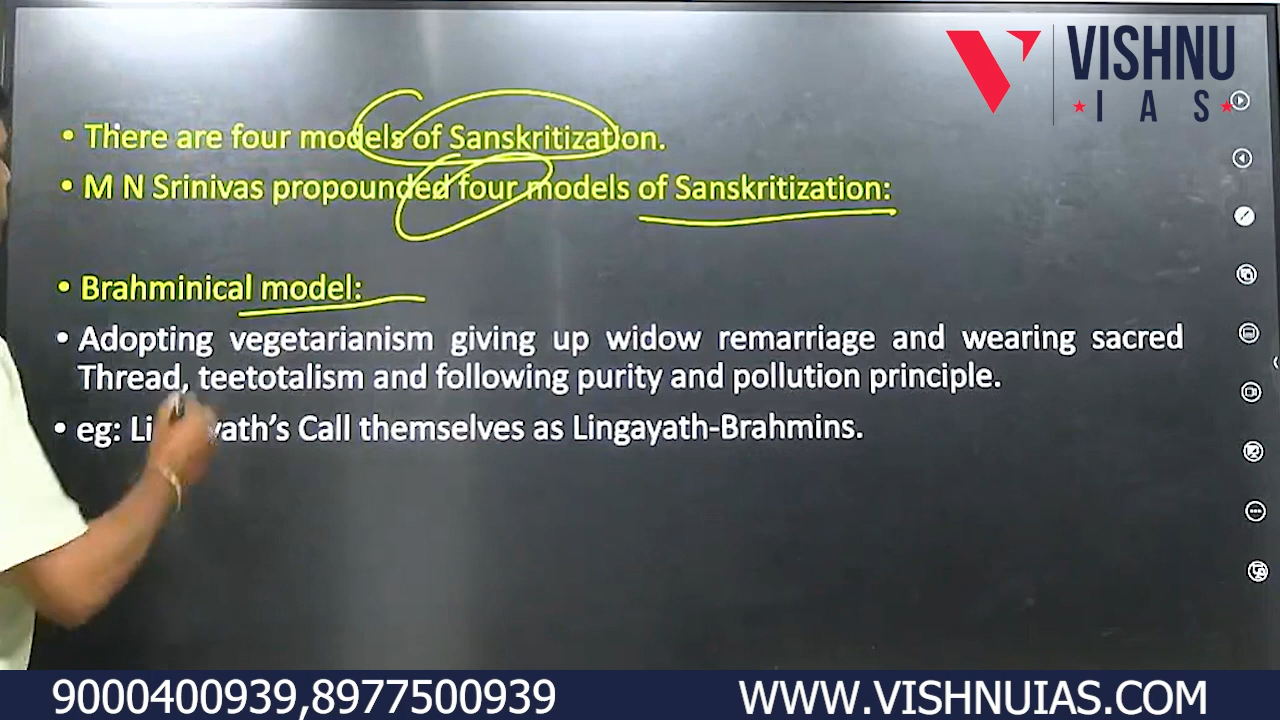 VISHNU
IAS
• There are four models of Sanskritization.
• M N Srinivas propounded four models of Sanskritization:
• Brahminical model:
• Adopting vegetarianism giving up widow remarriage and wearing sacred
Thread, teetotalism and following purity and pollution principle.
• eg: Call themselves as Lingayath-Brahmins.
9000400939,8977500939
WWW.VISHNUIAS.COM